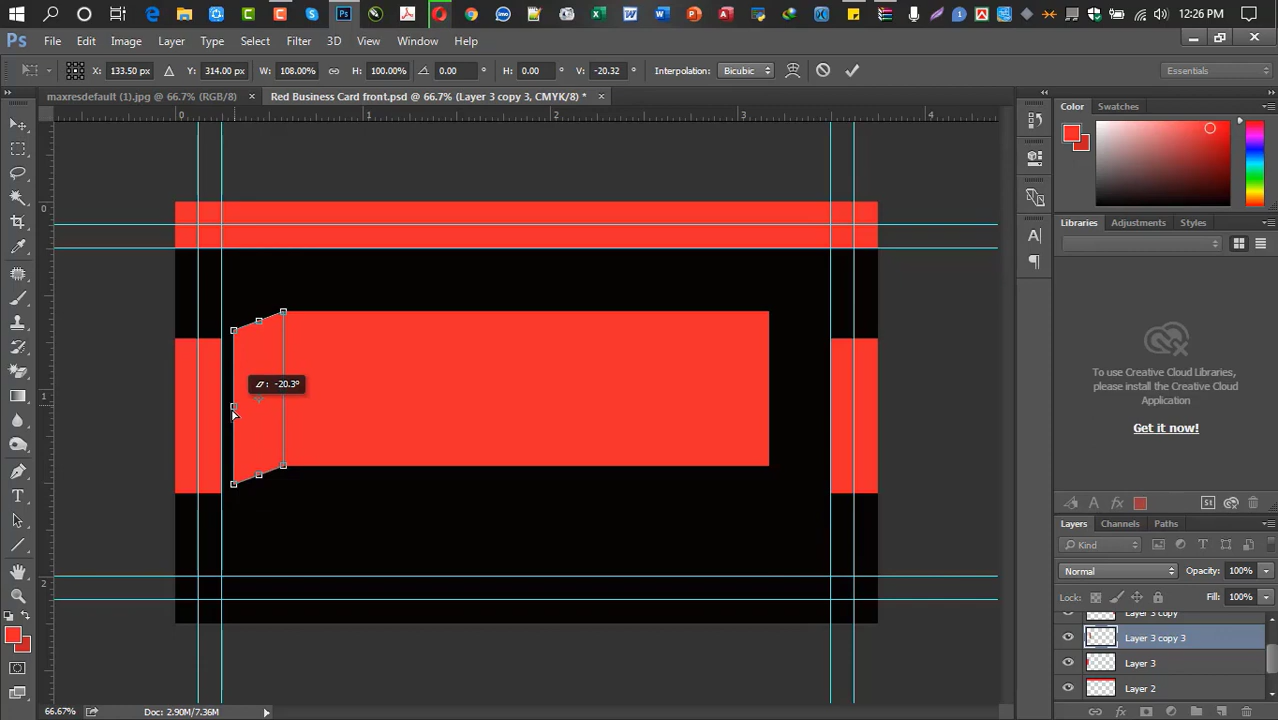 12:26 PM
Ps File Edit Image Layer Type Select Filter 3D View Window Help
X: 133.50 px Y: 314.00 px W: 108.00% H: 100.00% 0.00 ° H: 0.00 ° V: -20.32 ° Interpolation: Bicubic Essentials
maxresdefault (1).jpg @ 66.7% (RGB/8) × Red Business Card front.psd @ 66.7% (Layer 3 copy 3, CMYK/8) * ×
Color Swatches
0 1 2 3 4
0
1
2
: -20.3°
Libraries Adjustments Styles
To use Creative Cloud Libraries,
please install the Creative Cloud
Application
Get it now!
St
Layers Channels Paths
Kind
Normal Opacity: 100%
Lock: Fill: 100%
Layer 3 copy
Layer 3 copy 3
Layer 3
Layer 2
fx
66.67% Doc: 2.90M/7.36M